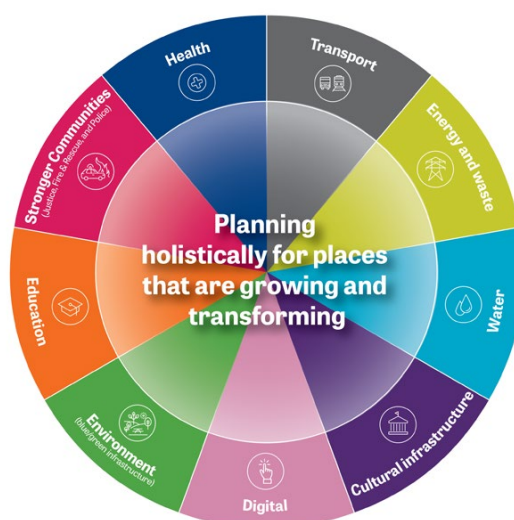 Health
Transport
Energy and waste
Water
Cultural infrastructure
Digital
Environment
(blue/green infrastructure)
Education
Stronger Communities
(Justice, Fire & Rescue, and Police)
Planning
holistically for places
that are growing and
transforming